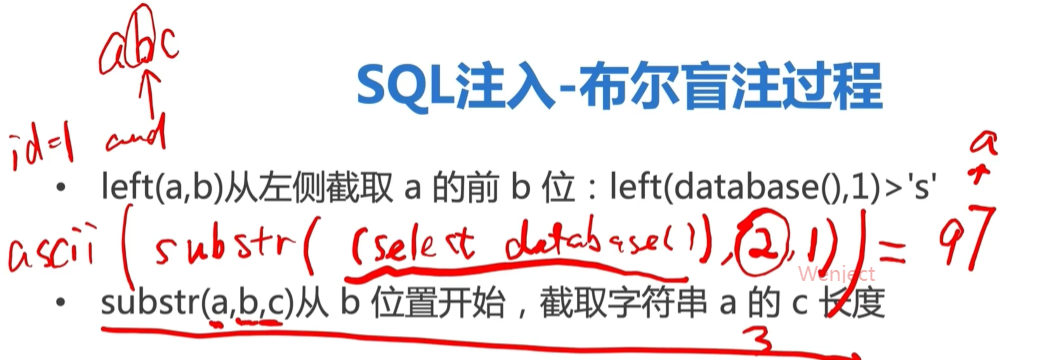 abc
SQL注入-布尔盲注过程
id=1 and
a
• left(a,b)从左侧截取 a 的前 b 位：left(database(),1)>'s'
ascii(substr((select database()),2,1))=97
Wenject
• substr(a,b,c)从 b 位置开始，截取字符串 a 的 c 长度
3